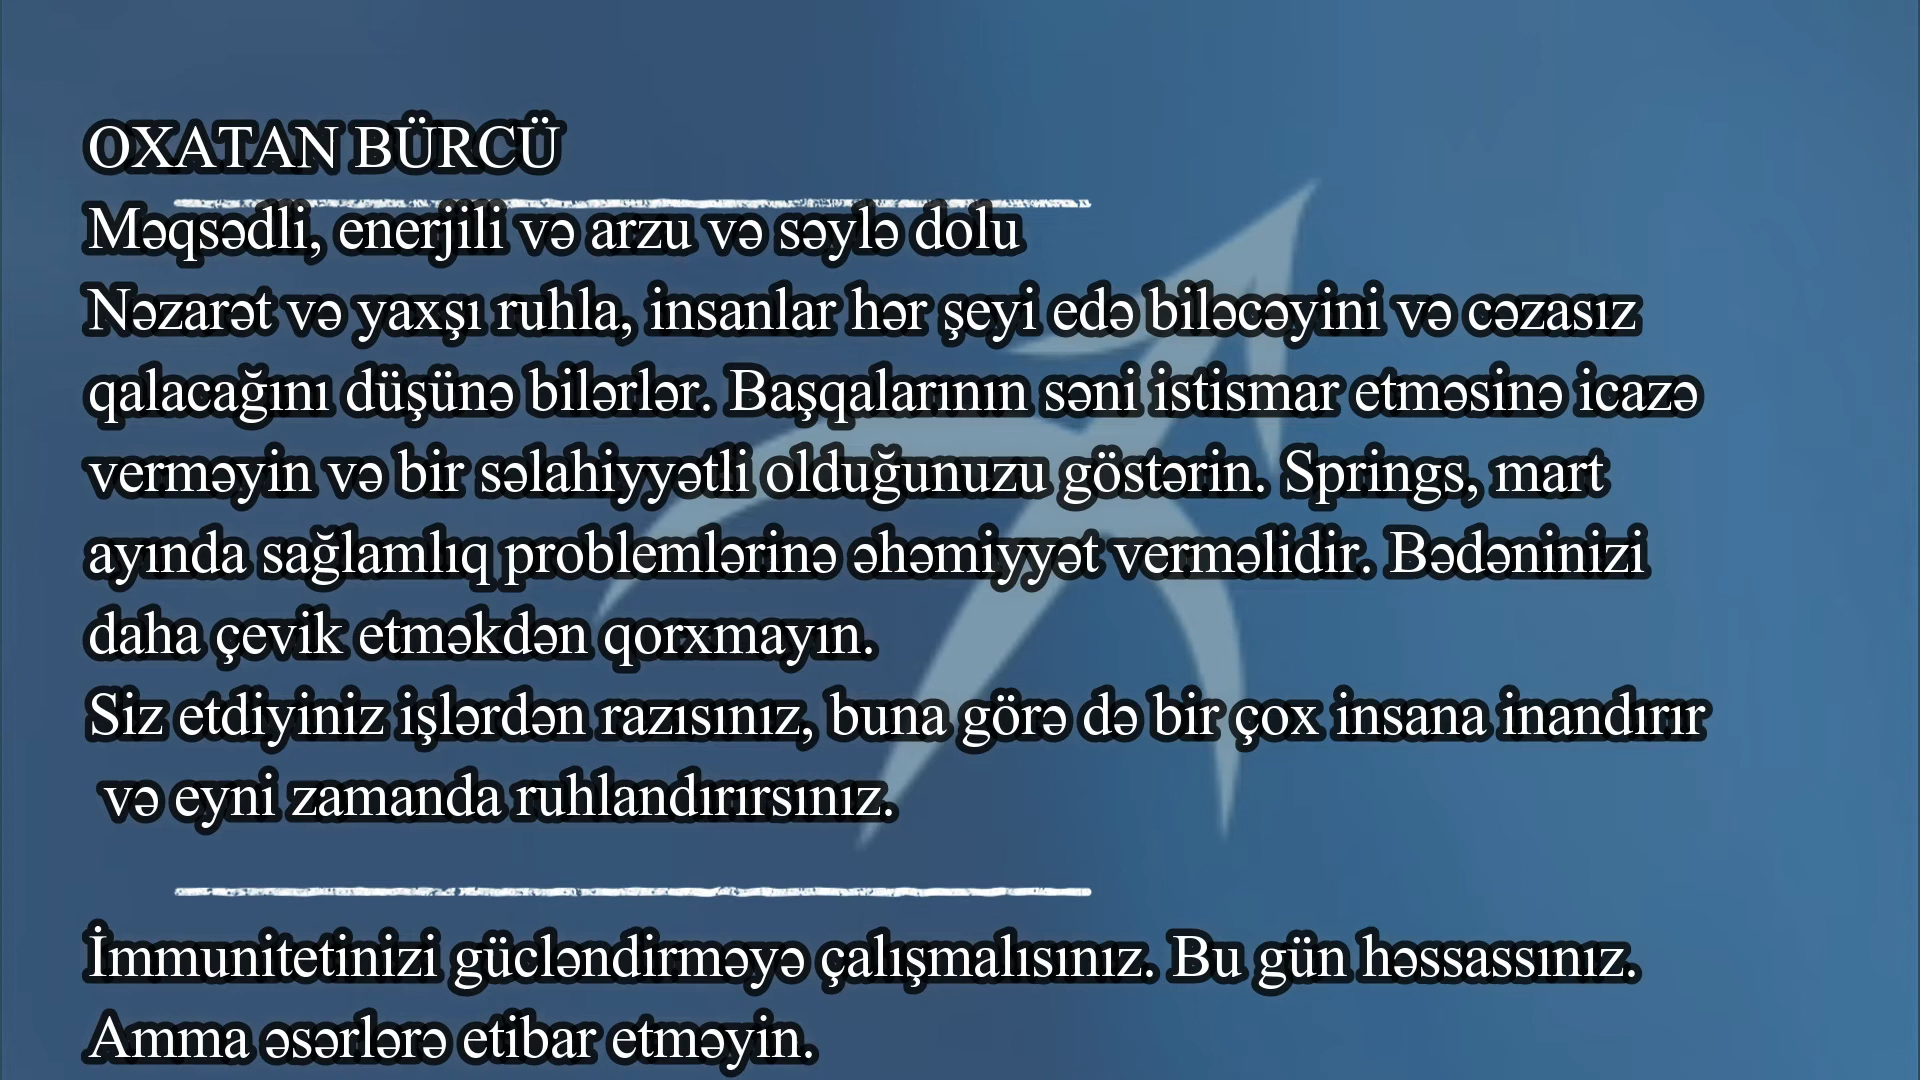 OXATAN BÜRCÜ
Məqsədli, enerjili və arzu və səylə dolu
Nəzarət və yaxşı ruhla, insanlar hər şeyi edə biləcəyini və cəzasız
qalacağını düşünə bilərlər. Başqalarının səni istismar etməsinə icazə
verməyin və bir səlahiyyətli olduğunuzu göstərin. Springs, mart
ayında sağlamlıq problemlərinə əhəmiyyət verməlidir. Bədəninizi
daha çevik etməkdən qorxmayın.
Siz etdiyiniz işlərdən razısınız, buna görə də bir çox insana inandırır
və eyni zamanda ruhlandırırsınız.
İmmunitetinizi gücləndirməyə çalışmalısınız. Bu gün həssassınız.
Amma əsərlərə etibar etməyin.